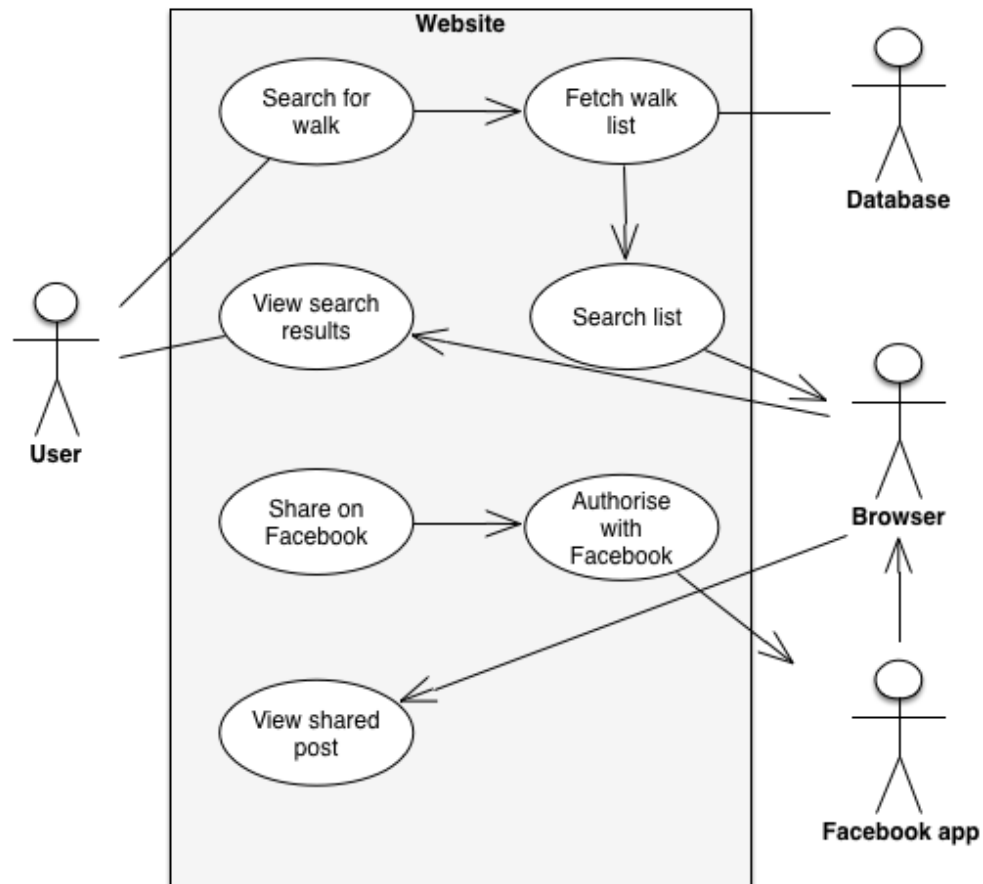 Website
Search for
walk
Fetch walk
list
Database
View search
results
Search list
User
Share on
Facebook
Authorise
with
Facebook
Browser
View shared
post
Facebook app